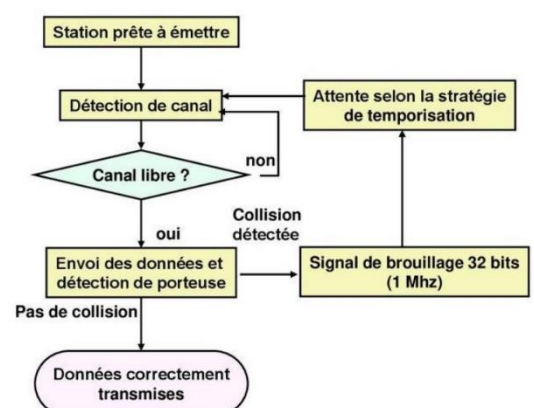 Station prête à émettre
Détection de canal
Attente selon la stratégie
de temporisation
non
Canal libre ?
oui
Collision
détectée
Envoi des données et
détection de porteuse
Signal de brouillage 32 bits
(1 Mhz)
Pas de collision
Données correctement
transmises